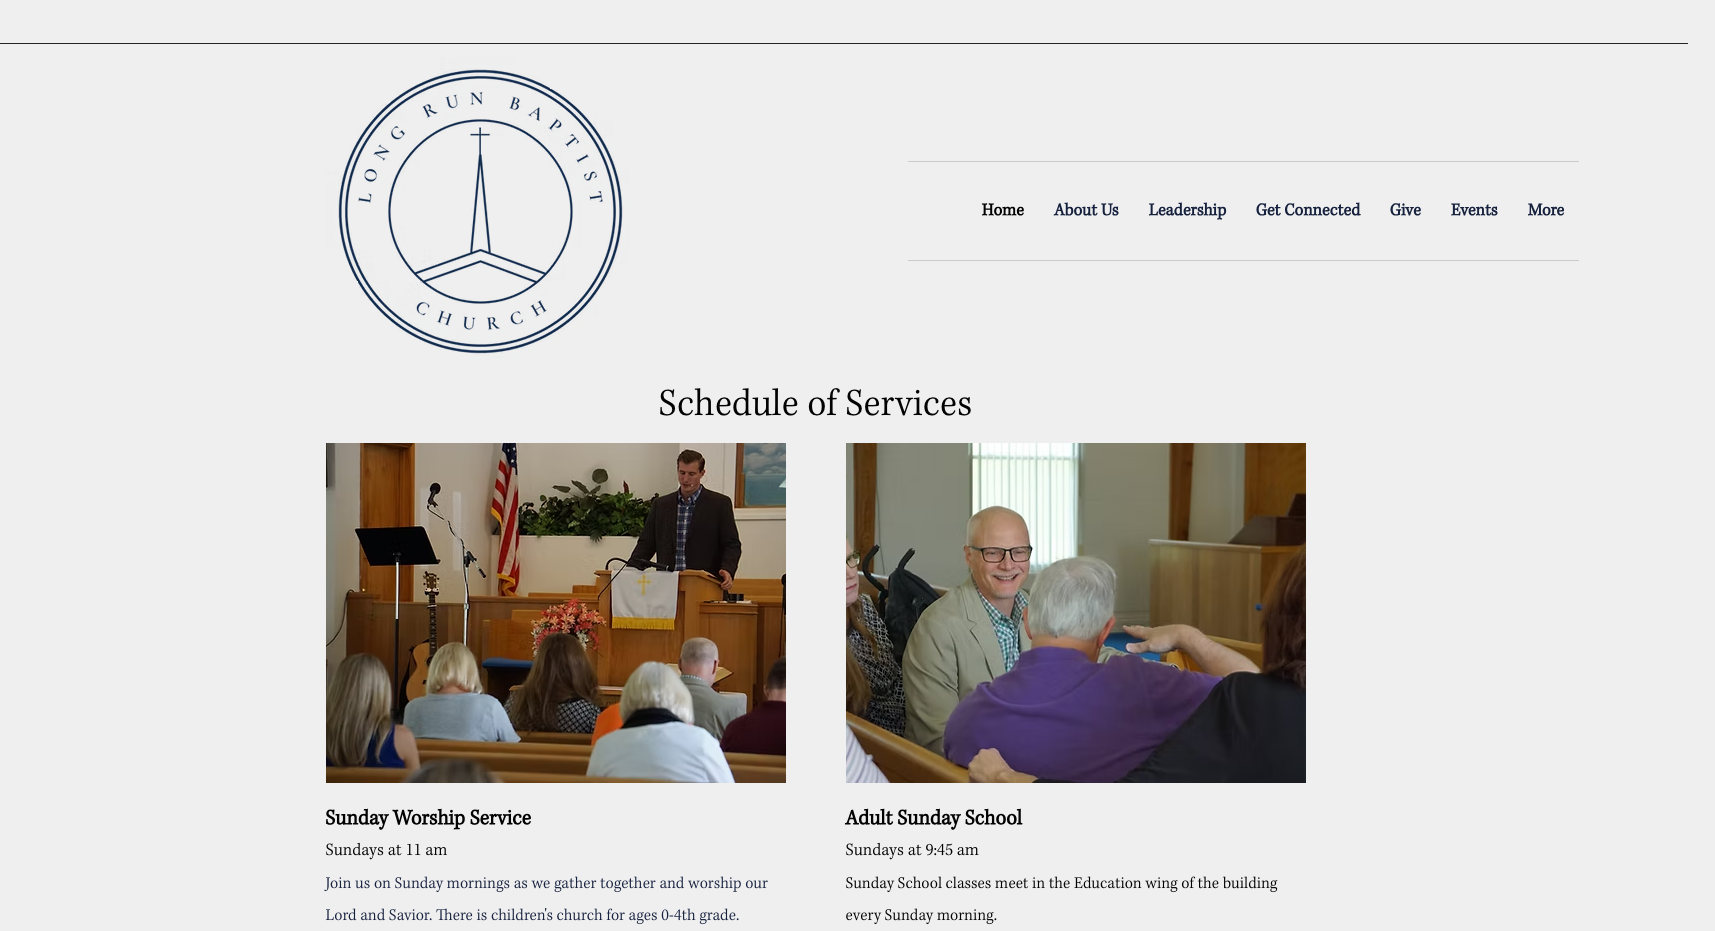 LONG RUN BAPTIST
CHURCH
Home About Us Leadership Get Connected Give Events More
Schedule of Services
Sunday Worship Service
Sundays at 11 am
Join us on Sunday mornings as we gather together and worship our
Lord and Savior. There is children's church for ages 0-4th grade.
Adult Sunday School
Sundays at 9:45 am
Sunday School classes meet in the Education wing of the building
every Sunday morning.